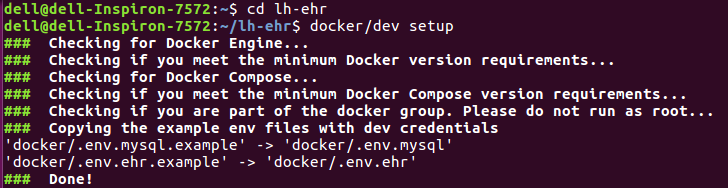 dell@dell-Inspiron-7572:~$ cd lh-ehr
dell@dell-Inspiron-7572:~/lh-ehr$ docker/dev setup
###  Checking for Docker Engine...
###  Checking if you meet the minimum Docker version requirements...
###  Checking for Docker Compose...
###  Checking if you meet the minimum Docker Compose version requirements...
###  Checking if you are part of the docker group. Please do not run as root...
###  Copying the example env files with dev credentials
'docker/.env.mysql.example' -> 'docker/.env.mysql'
'docker/.env.ehr.example' -> 'docker/.env.ehr'
###  Done!